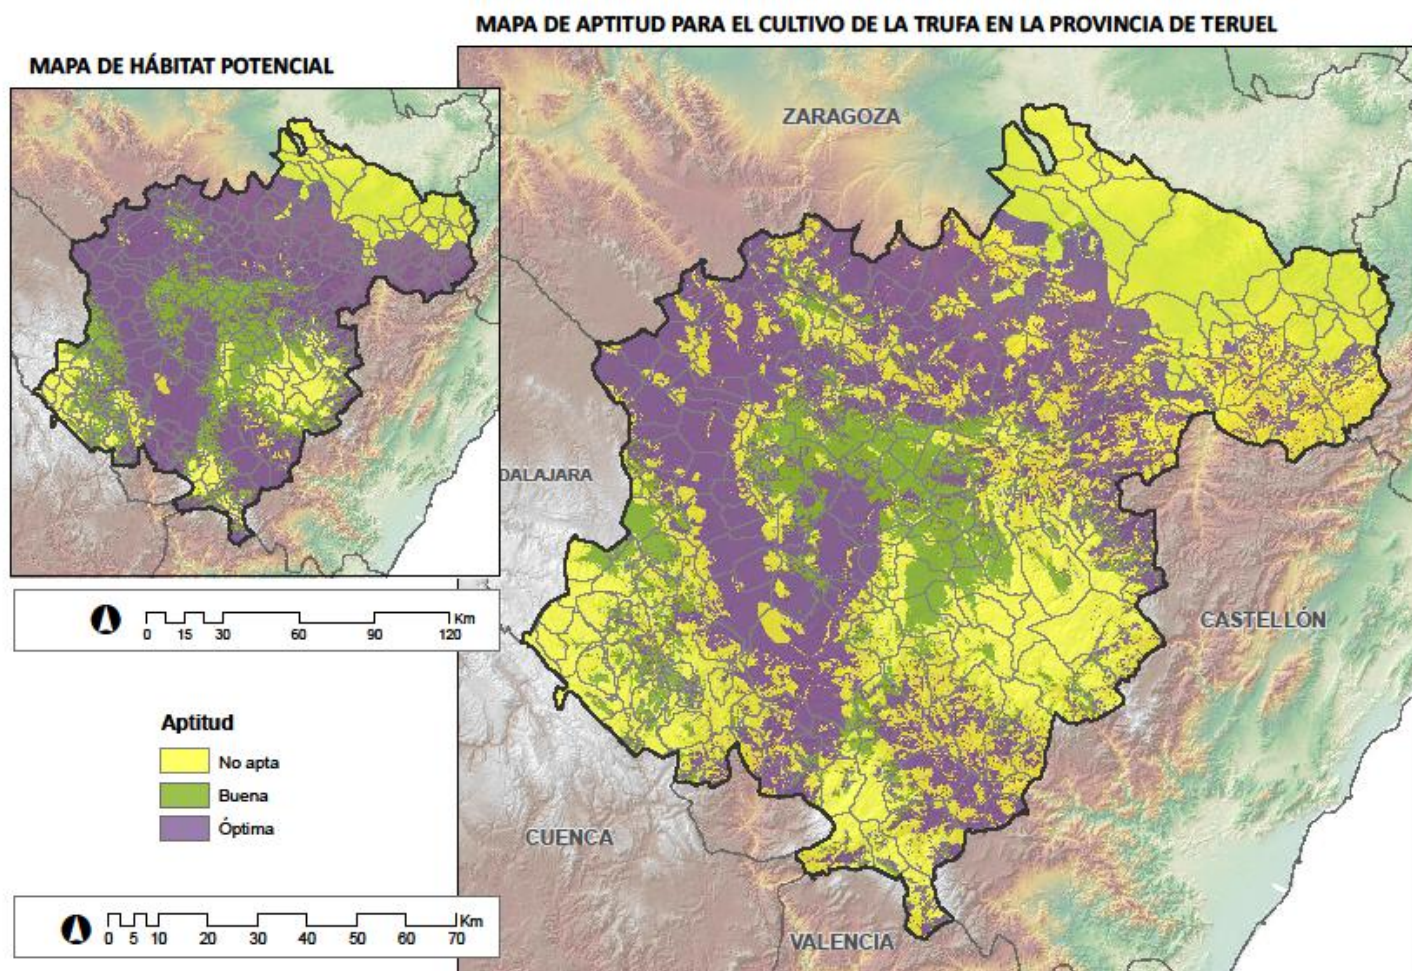 MAPA DE APTITUD PARA EL CULTIVO DE LA TRUFA EN LA PROVINCIA DE TERUEL
MAPA DE HÁBITAT POTENCIAL
ZARAGOZA
DALAJARA
CASTELLÓN
CUENCA
VALENCIA
Km
0 15 30 60 90 120
Aptitud
No apta
Buena
Óptima
Km
0 5 10 20 30 40 50 60 70